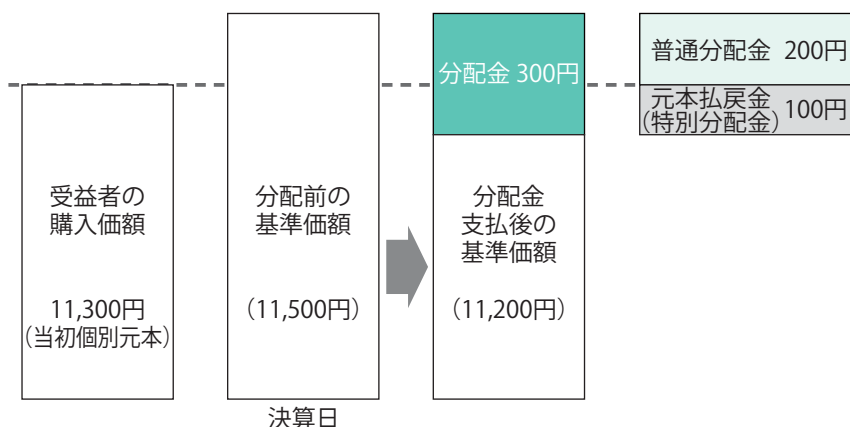 受益者の
購入価額
11,300円
(当初個別元本)
分配前の
基準価額
(11,500円)
決算日
分配金 300円
分配金
支払後の
基準価額
(11,200円)
普通分配金 200円
元本払戻金
(特別分配金) 100円